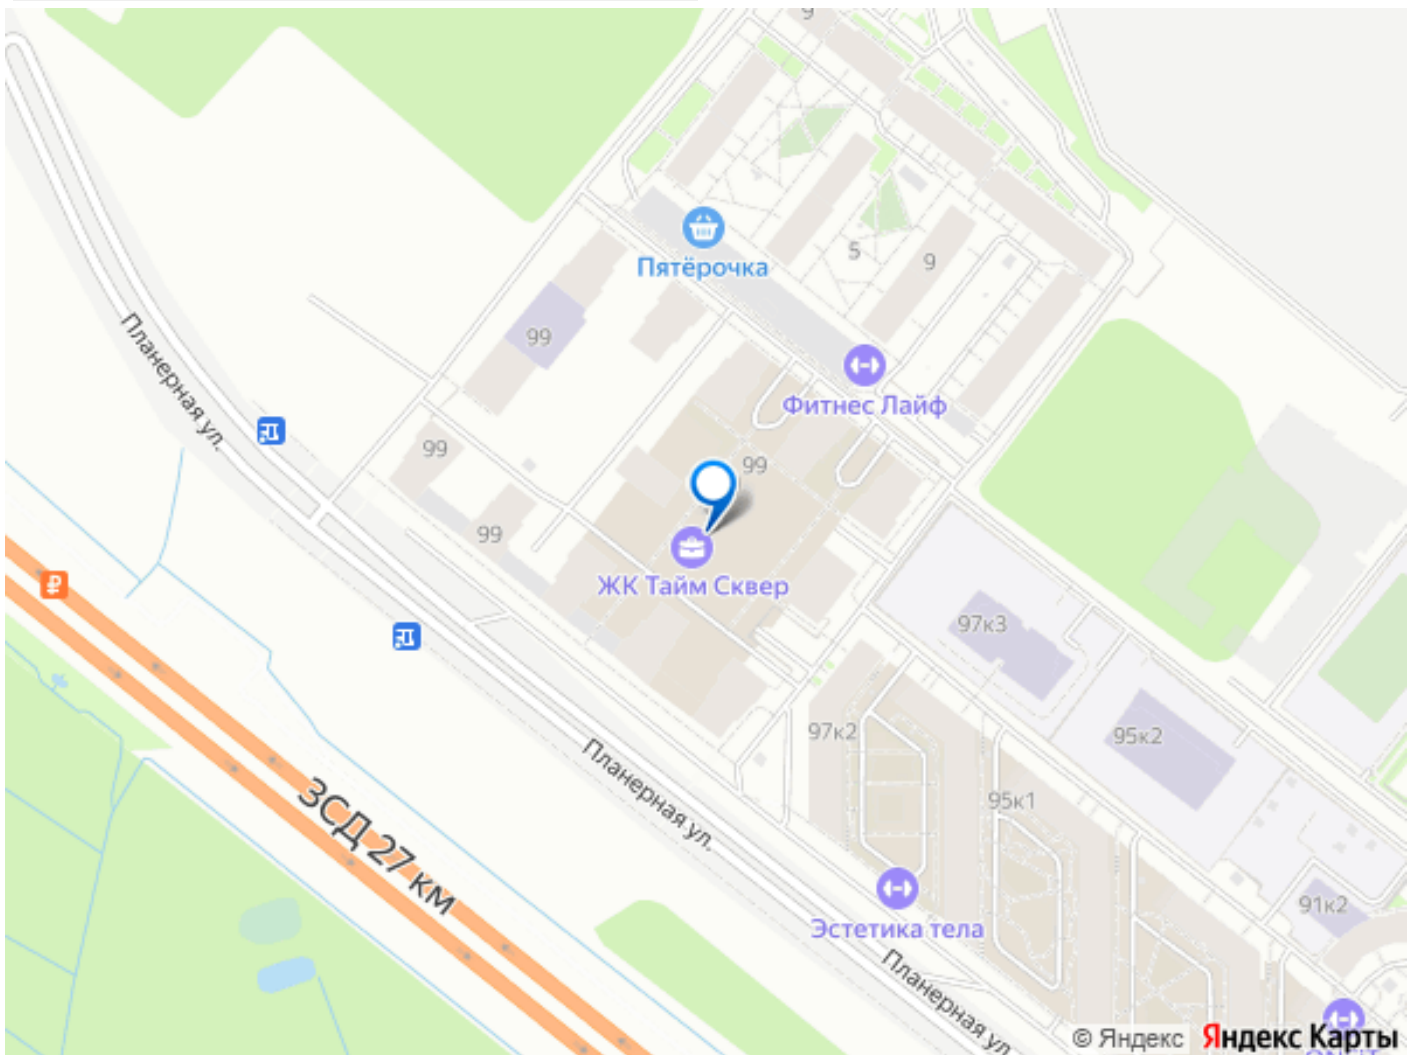 9
Пятёрочка
5
9
99
Планерная ул.
Фитнес Лайф
99
99
99
ЖК Тайм Сквер
97к3
97к2
95к2
Планерная ул.
95к1
ЗСД 27 км
91к2
Эстетика тела
Планерная ул.
© Яндекс
Яндекс Карты